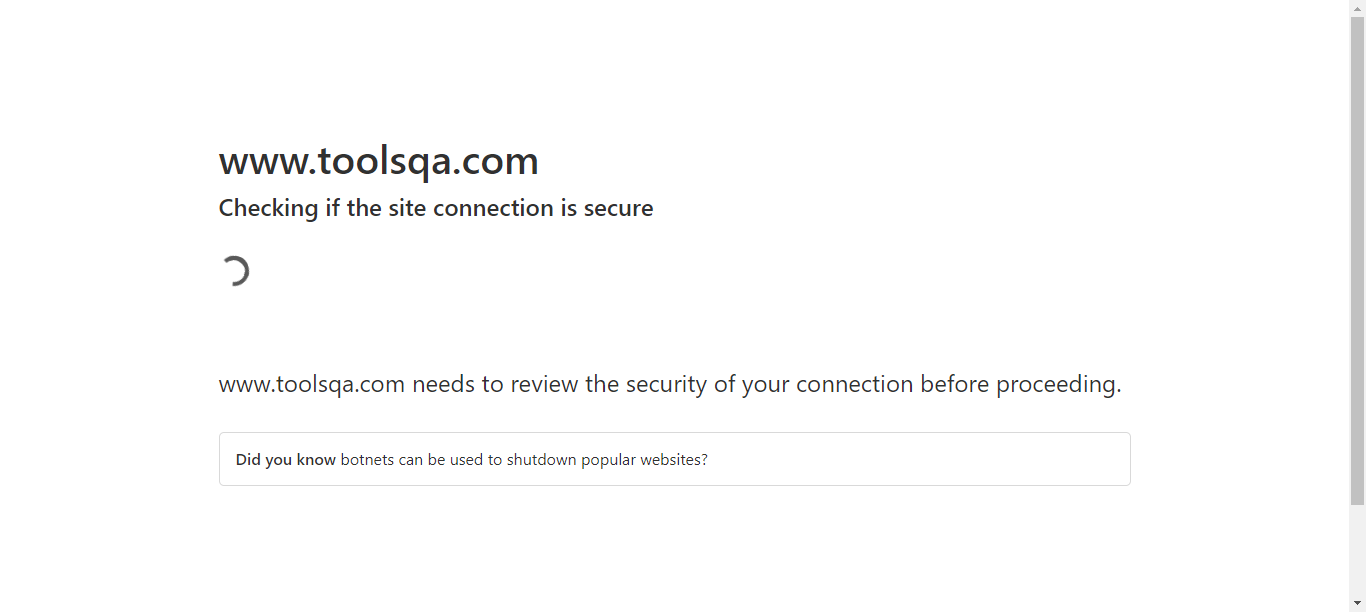 www.toolsqa.com
Checking if the site connection is secure
www.toolsqa.com needs to review the security of your connection before proceeding.
Did you know botnets can be used to shutdown popular websites?